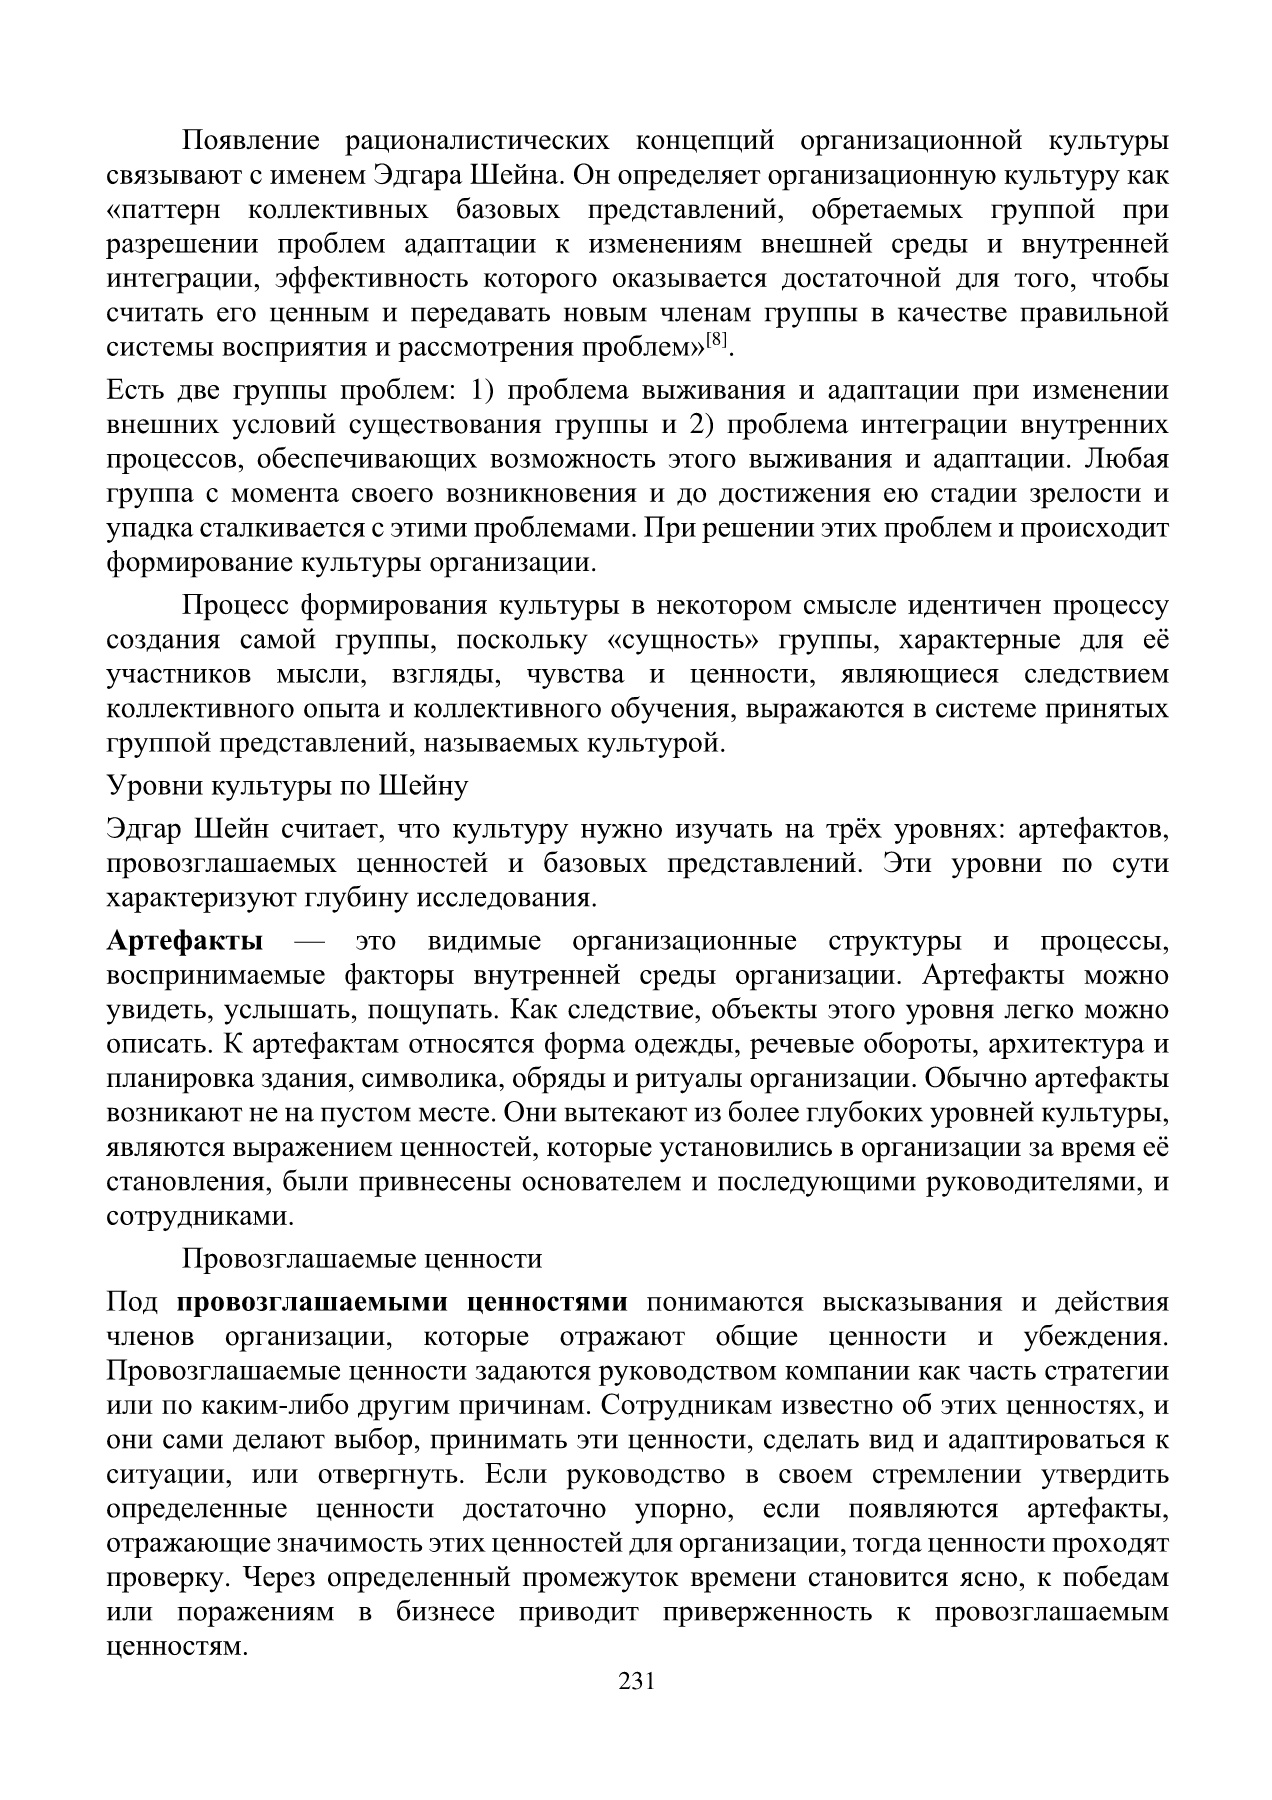 Появление рационалистических концепций организационной культуры
связывают с именем Эдгара Шейна. Он определяет организационную культуру как
«паттерн коллективных базовых представлений, обретаемых группой при
разрешении проблем адаптации к изменениям внешней среды и внутренней
интеграции, эффективность которого оказывается достаточной для того, чтобы
считать его ценным и передавать новым членам группы в качестве правильной
системы восприятия и рассмотрения проблем»[8].
Есть две группы проблем: 1) проблема выживания и адаптации при изменении
внешних условий существования группы и 2) проблема интеграции внутренних
процессов, обеспечивающих возможность этого выживания и адаптации. Любая
группа с момента своего возникновения и до достижения ею стадии зрелости и
упадка сталкивается с этими проблемами. При решении этих проблем и происходит
формирование культуры организации.
Процесс формирования культуры в некотором смысле идентичен процессу
создания самой группы, поскольку «сущность» группы, характерные для её
участников мысли, взгляды, чувства и ценности, являющиеся следствием
коллективного опыта и коллективного обучения, выражаются в системе принятых
группой представлений, называемых культурой.
Уровни культуры по Шейну
Эдгар Шейн считает, что культуру нужно изучать на трёх уровнях: артефактов,
провозглашаемых ценностей и базовых представлений. Эти уровни по сути
характеризуют глубину исследования.
Артефакты — это видимые организационные структуры и процессы,
воспринимаемые факторы внутренней среды организации. Артефакты можно
увидеть, услышать, пощупать. Как следствие, объекты этого уровня легко можно
описать. К артефактам относятся форма одежды, речевые обороты, архитектура и
планировка здания, символика, обряды и ритуалы организации. Обычно артефакты
возникают не на пустом месте. Они вытекают из более глубоких уровней культуры,
являются выражением ценностей, которые установились в организации за время её
становления, были привнесены основателем и последующими руководителями, и
сотрудниками.
Провозглашаемые ценности
Под провозглашаемыми ценностями понимаются высказывания и действия
членов организации, которые отражают общие ценности и убеждения.
Провозглашаемые ценности задаются руководством компании как часть стратегии
или по каким-либо другим причинам. Сотрудникам известно об этих ценностях, и
они сами делают выбор, принимать эти ценности, сделать вид и адаптироваться к
ситуации, или отвергнуть. Если руководство в своем стремлении утвердить
определенные ценности достаточно упорно, если появляются артефакты,
отражающие значимость этих ценностей для организации, тогда ценности проходят
проверку. Через определенный промежуток времени становится ясно, к победам
или поражениям в бизнесе приводит приверженность к провозглашаемым
ценностям.
231